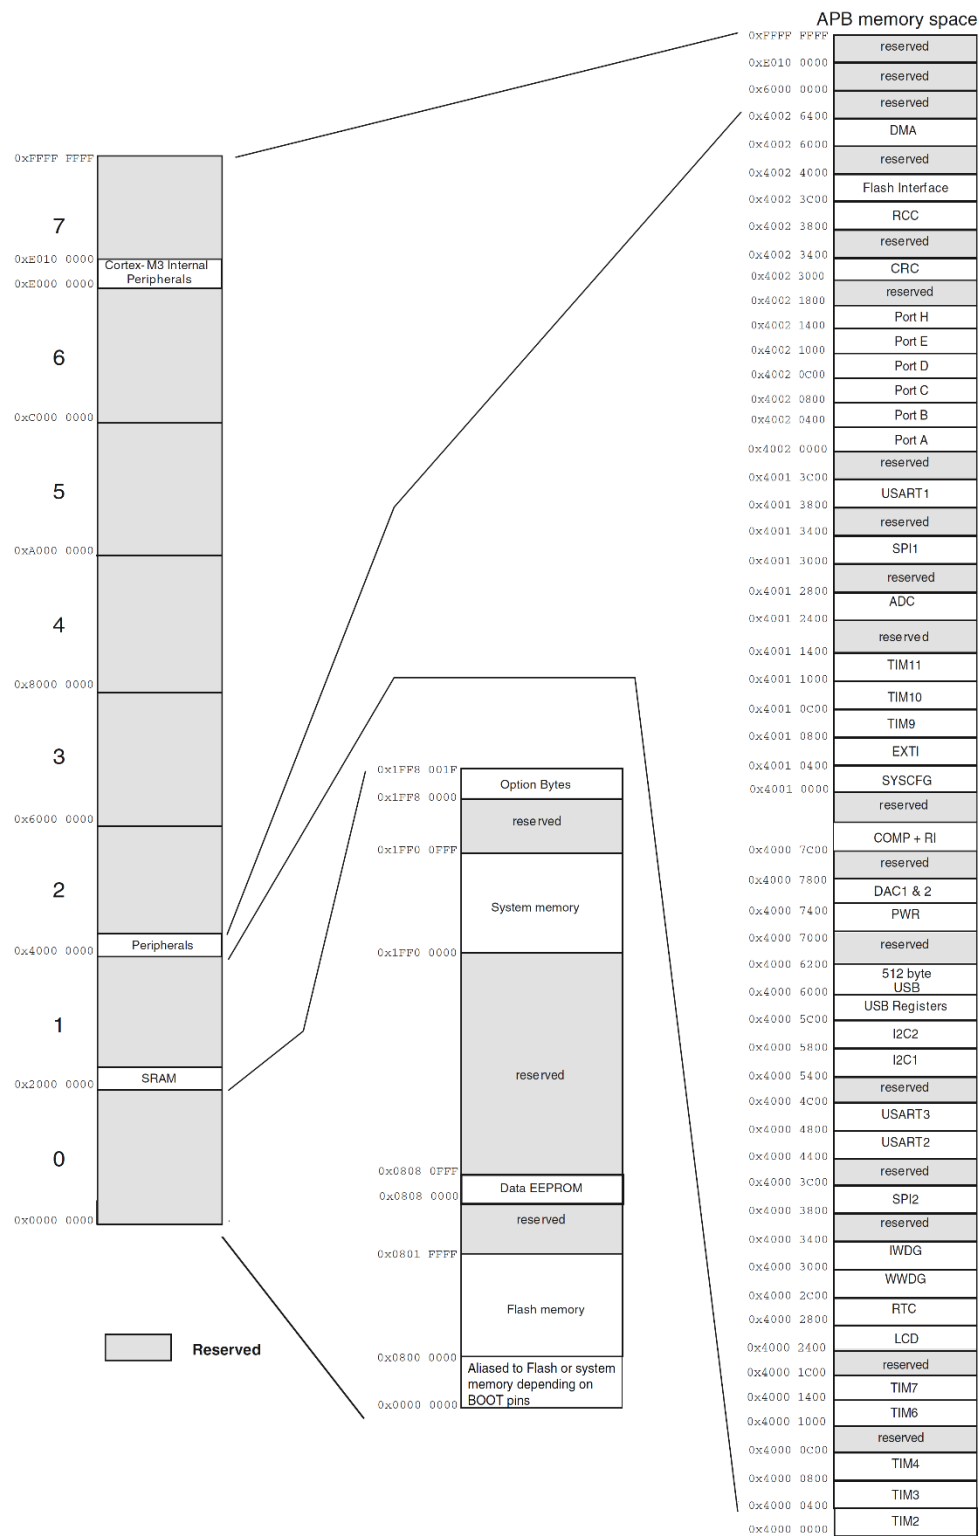 0xFFFF FFFF
7
0xE010 0000
Cortex-M3 Internal
Peripherals
0xE000 0000
6
0xC000 0000
5
0xA000 0000
4
0x8000 0000
3
0x6000 0000
2
Peripherals
0x4000 0000
1
SRAM
0x2000 0000
0
0x0000 0000
Reserved
0x1FF8 001F
Option Bytes
0x1FF8 0000
reserved
0x1FF0 0FFF
System memory
0x1FF0 0000
reserved
0x0808 0FFF
Data EEPROM
0x0808 0000
reserved
0x0801 FFFF
Flash memory
0x0800 0000
Aliased to Flash or system
memory depending on
BOOT pins
0x0000 0000
APB memory space
0xFFFF FFFF
reserved
0xE010 0000
reserved
0x6000 0000
reserved
0x4002 6400
DMA
0x4002 6000
reserved
0x4002 4000
Flash Interface
0x4002 3C00
RCC
0x4002 3800
reserved
0x4002 3400
CRC
0x4002 3000
reserved
0x4002 1800
Port H
0x4002 1400
Port E
0x4002 1000
Port D
0x4002 0C00
Port C
0x4002 0800
Port B
0x4002 0400
Port A
0x4002 0000
reserved
0x4001 3C00
USART1
0x4001 3800
reserved
0x4001 3400
SPI1
0x4001 3000
reserved
0x4001 2800
ADC
0x4001 2400
reserved
0x4001 1400
TIM11
0x4001 1000
TIM10
0x4001 0C00
TIM9
0x4001 0800
EXTI
0x4001 0400
SYSCFG
0x4001 0000
reserved
COMP + RI
0x4000 7C00
reserved
0x4000 7800
DAC1 & 2
0x4000 7400
PWR
0x4000 7000
reserved
0x4000 6200
512 byte
USB
0x4000 6000
USB Registers
0x4000 5C00
I2C2
0x4000 5800
I2C1
0x4000 5400
reserved
0x4000 4C00
USART3
0x4000 4800
USART2
0x4000 4400
reserved
0x4000 3C00
SPI2
0x4000 3800
reserved
0x4000 3400
IWDG
0x4000 3000
WWDG
0x4000 2C00
RTC
0x4000 2800
LCD
0x4000 2400
reserved
0x4000 1C00
TIM7
0x4000 1400
TIM6
0x4000 1000
reserved
0x4000 0C00
TIM4
0x4000 0800
TIM3
0x4000 0400
TIM2
0x4000 0000